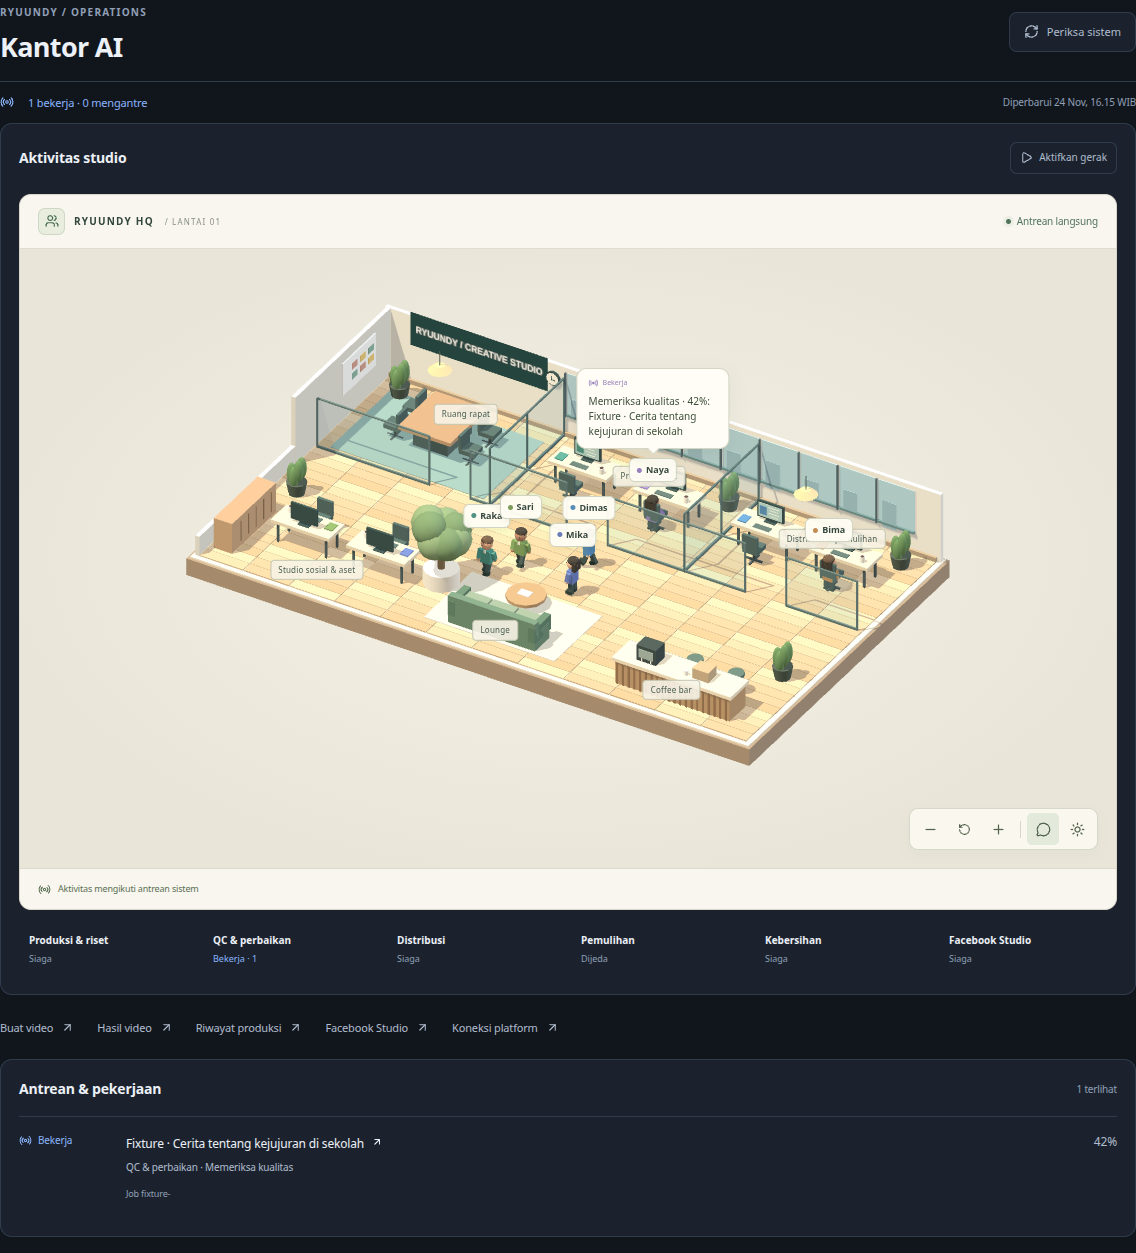 RYUUNDY / OPERATIONS
Kantor AI
Periksa sistem
1 bekerja · 0 mengantre
Diperbarui 24 Nov, 16.15 WIB
Aktivitas studio
Aktifkan gerak
RYUUNDY HQ / LANTAI 01
Antrean langsung
RYUUNDY / CREATIVE STUDIO
Bekerja
Memeriksa kualitas · 42%:
Fixture · Cerita tentang
kejujuran di sekolah
Ruang rapat
Naya
Raka
Sari
Dimas
Mika
Bima
Studio sosial & aset
Lounge
Coffee bar
Aktivitas mengikuti antrean sistem
Produksi & riset
Siaga
QC & perbaikan
Bekerja · 1
Distribusi
Siaga
Pemulihan
Dijeda
Kebersihan
Siaga
Facebook Studio
Siaga
Buat video
Hasil video
Riwayat produksi
Facebook Studio
Koneksi platform
Antrean & pekerjaan
1 terlihat
Bekerja
Fixture · Cerita tentang kejujuran di sekolah
42%
QC & perbaikan · Memeriksa kualitas
Job fixture-